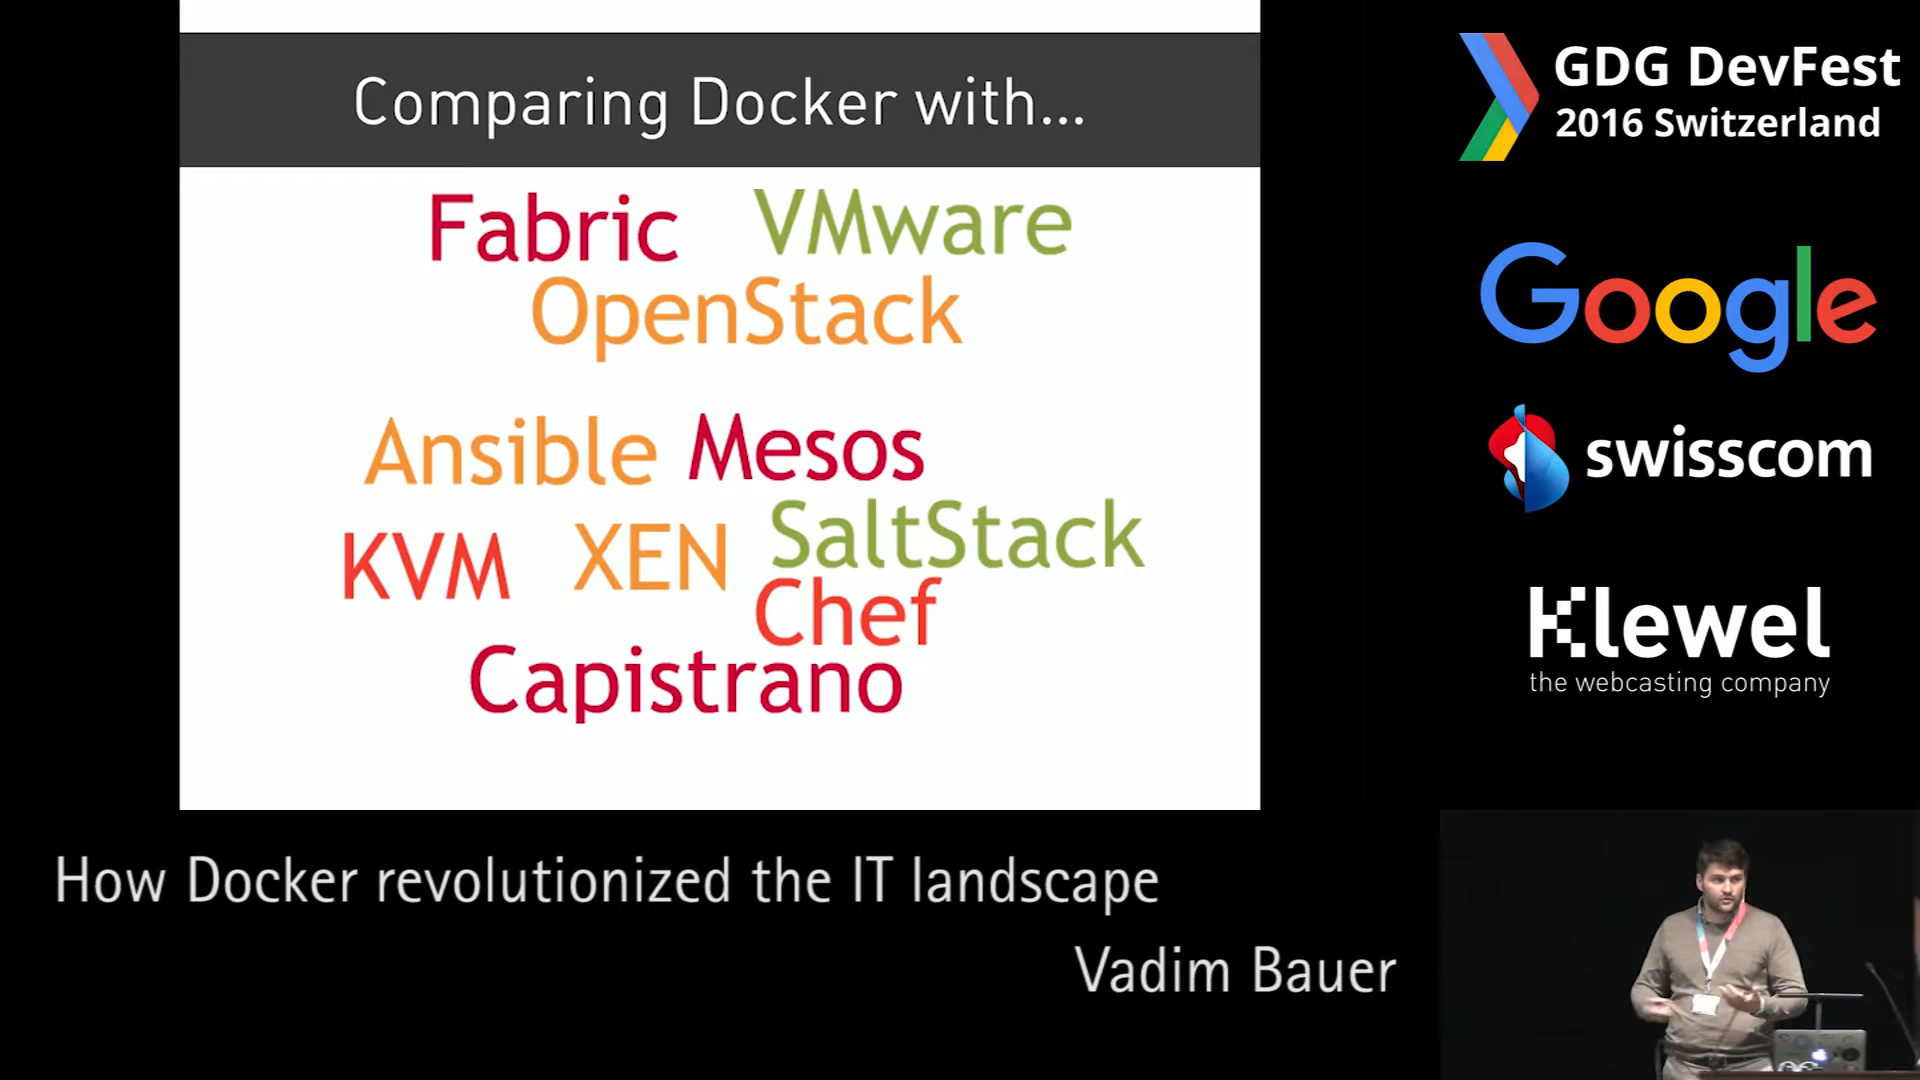 Comparing Docker with...
Fabric VMware
OpenStack
Ansible Mesos
KVM XEN SaltStack
Chef
Capistrano
GDG DevFest
2016 Switzerland
Google
swisscom
Klewel
the webcasting company
How Docker revolutionized the IT landscape
Vadim Bauer